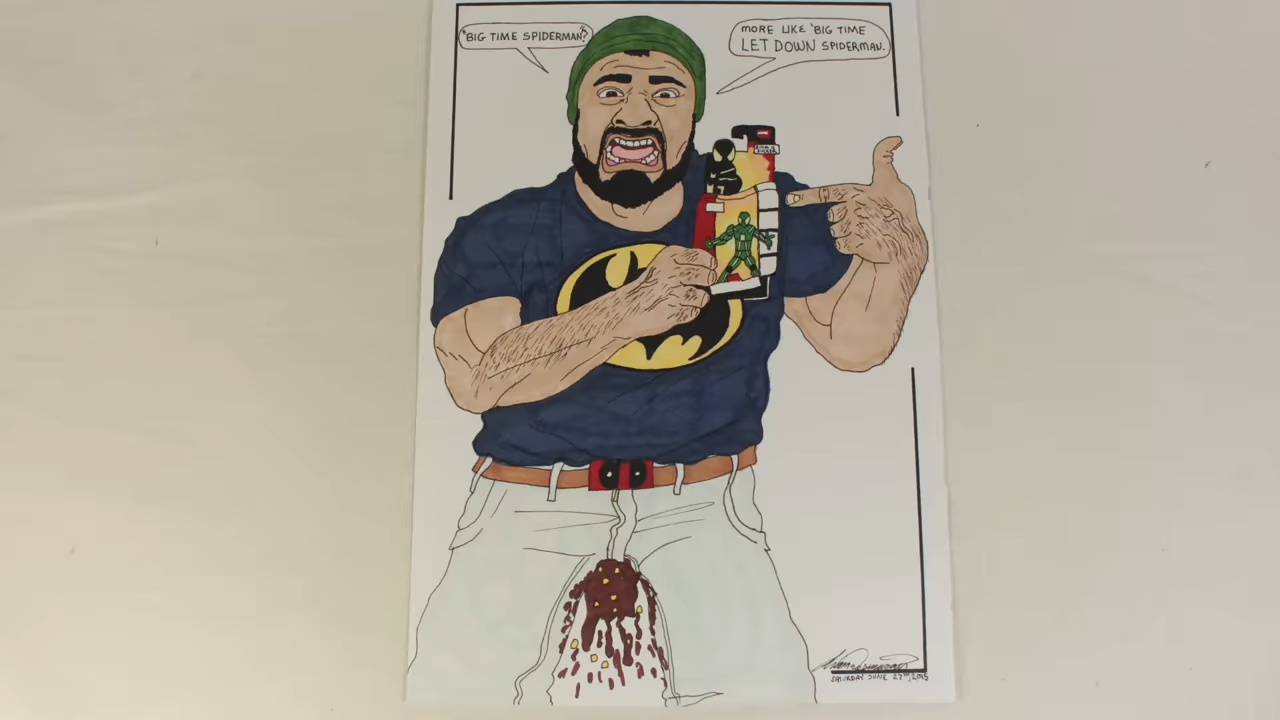 "BIG TIME SPIDERMAN?"
MORE LIKE "BIG TIME
LET DOWN SPIDERMAN.
SATURDAY JUNE 27TH, 2015